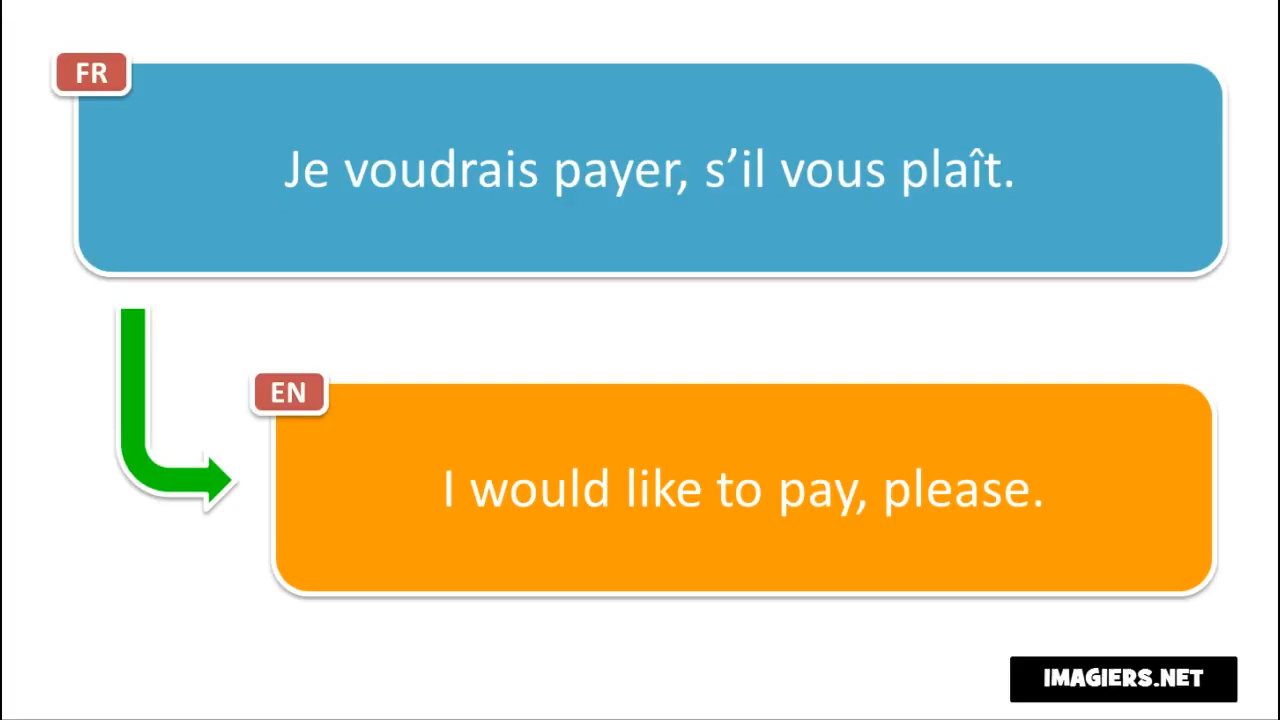 FR
Je voudrais payer, s’il vous plaît.
EN
I would like to pay, please.
IMAGIERS.NET